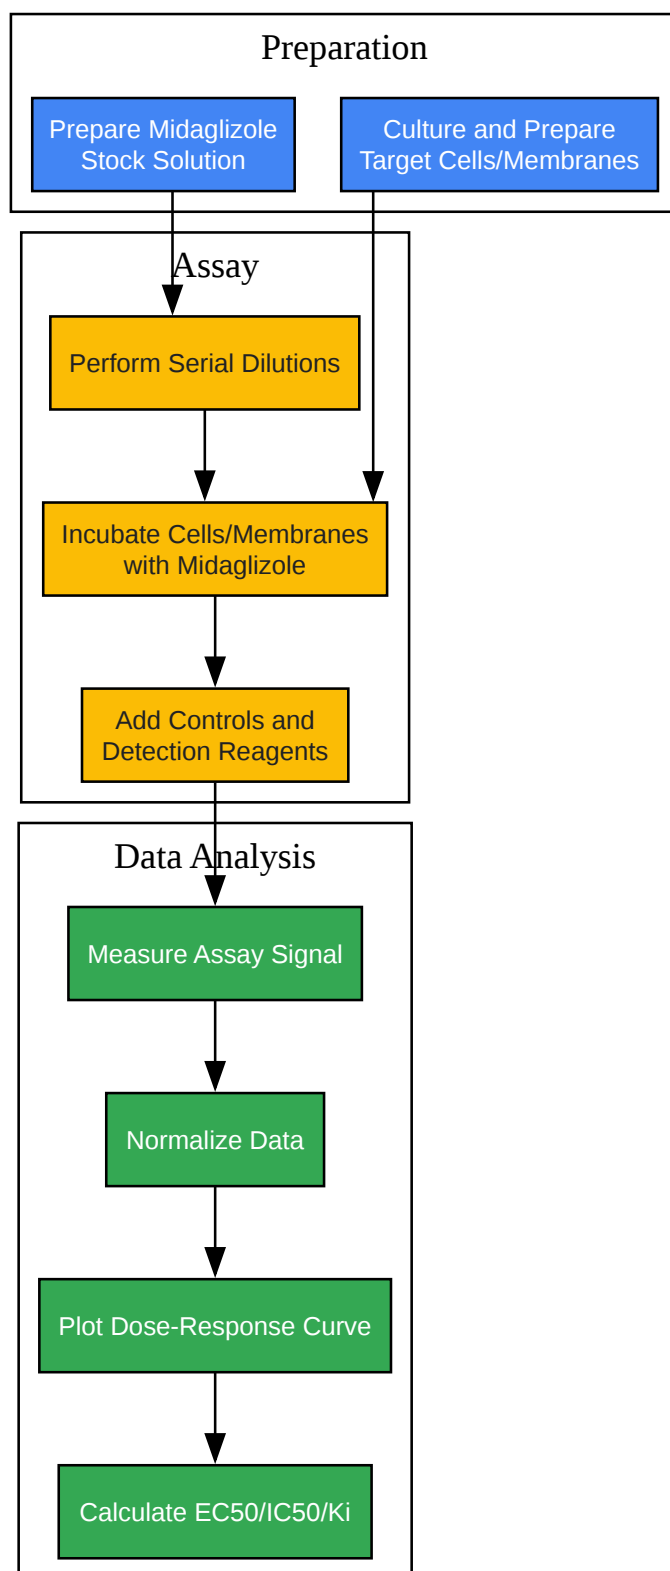 Preparation
Prepare Midaglizole
Stock Solution
Culture and Prepare
Target Cells/Membranes
Assay
Perform Serial Dilutions
Incubate Cells/Membranes
with Midaglizole
Add Controls and
Detection Reagents
Data Analysis
Measure Assay Signal
Normalize Data
Plot Dose-Response Curve
Calculate EC50/IC50/Ki